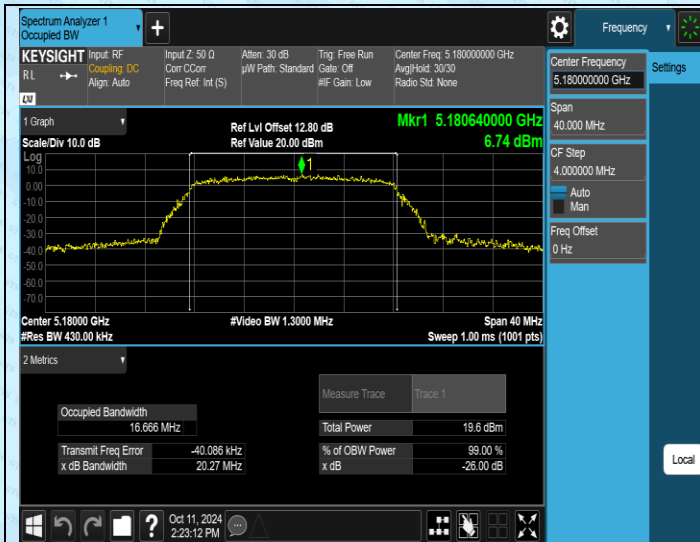 Spectrum Analyzer 1
Occupied BW
Frequency
KEYSIGHT
RL
LXI
Input: RF
Coupling: DC
Align: Auto
Input Z: 50 Ω
Corr CCorr
Freq Ref: Int (S)
Atten: 30 dB
µW Path: Standard
Trig: Free Run
Gate: Off
#IF Gain: Low
Center Freq: 5.180000000 GHz
Avg|Hold: 30/30
Radio Std: None
Center Frequency
5.180000000 GHz
Settings
Span
40.000 MHz
CF Step
4.000000 MHz
Auto
Man
Freq Offset
0 Hz
Local
1 Graph
Scale/Div 10.0 dB
Ref Lvl Offset 12.80 dB
Ref Value 20.00 dBm
Mkr1 5.180640000 GHz
6.74 dBm
Log
10.0
0.00
-10.0
-20.0
-30.0
-40.0
-50.0
-60.0
-70.0
1
Center 5.18000 GHz
#Res BW 430.00 kHz
#Video BW 1.3000 MHz
Span 40 MHz
Sweep 1.00 ms (1001 pts)
2 Metrics
Measure Trace
Trace 1
Occupied Bandwidth
16.666 MHz
Total Power
19.6 dBm
Transmit Freq Error
-40.086 kHz
% of OBW Power
99.00 %
x dB Bandwidth
20.27 MHz
x dB
-26.00 dB
?
Oct 11, 2024
2:23:12 PM